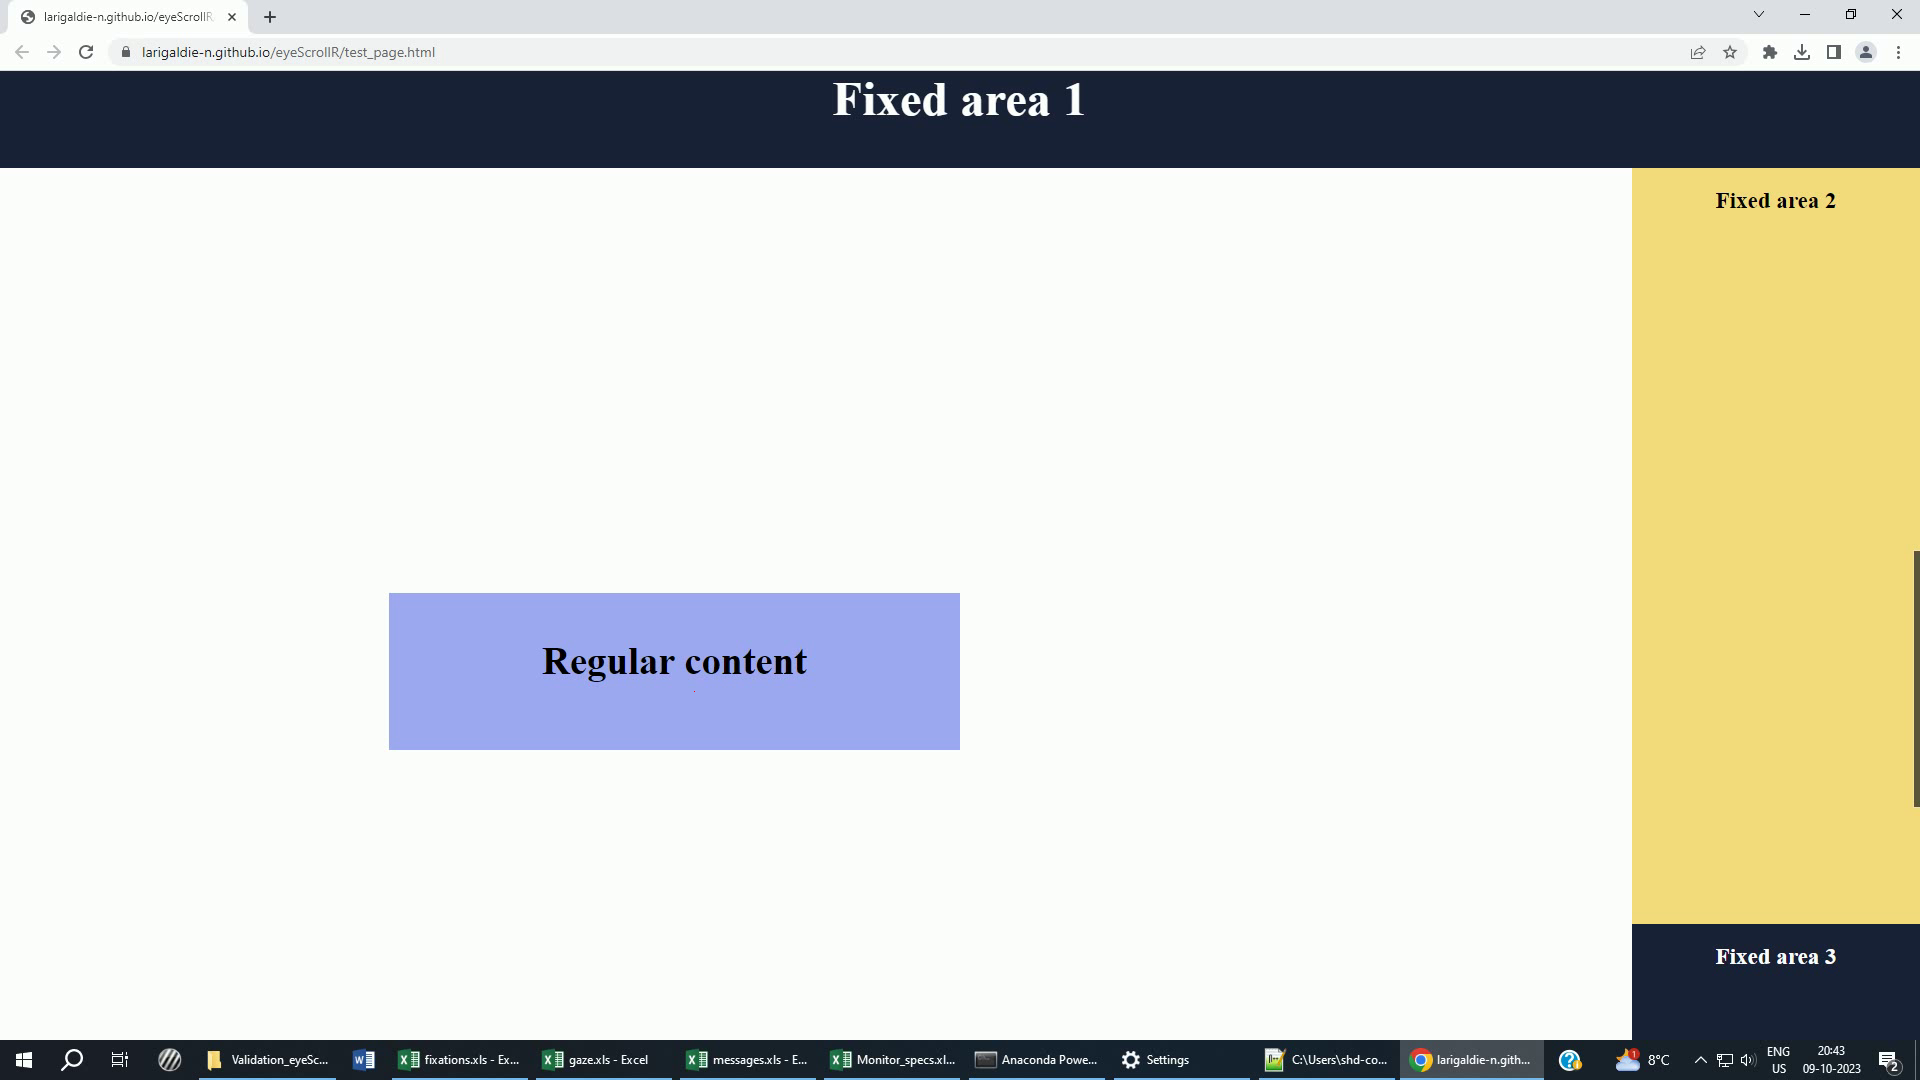 larigaldie-n.github.io/eyeScrollR
larigaldie-n.github.io/eyeScrollR/test_page.html
Fixed area 1
Fixed area 2
Regular content
Fixed area 3
Validation_eyeSc...
fixations.xls - Ex...
gaze.xls - Excel
messages.xls - E...
Monitor_specs.xl...
Anaconda Powe...
Settings
C:\Users\shd-co...
larigaldie-n.gith...
1
8°C
ENG
US
20:43
09-10-2023
2